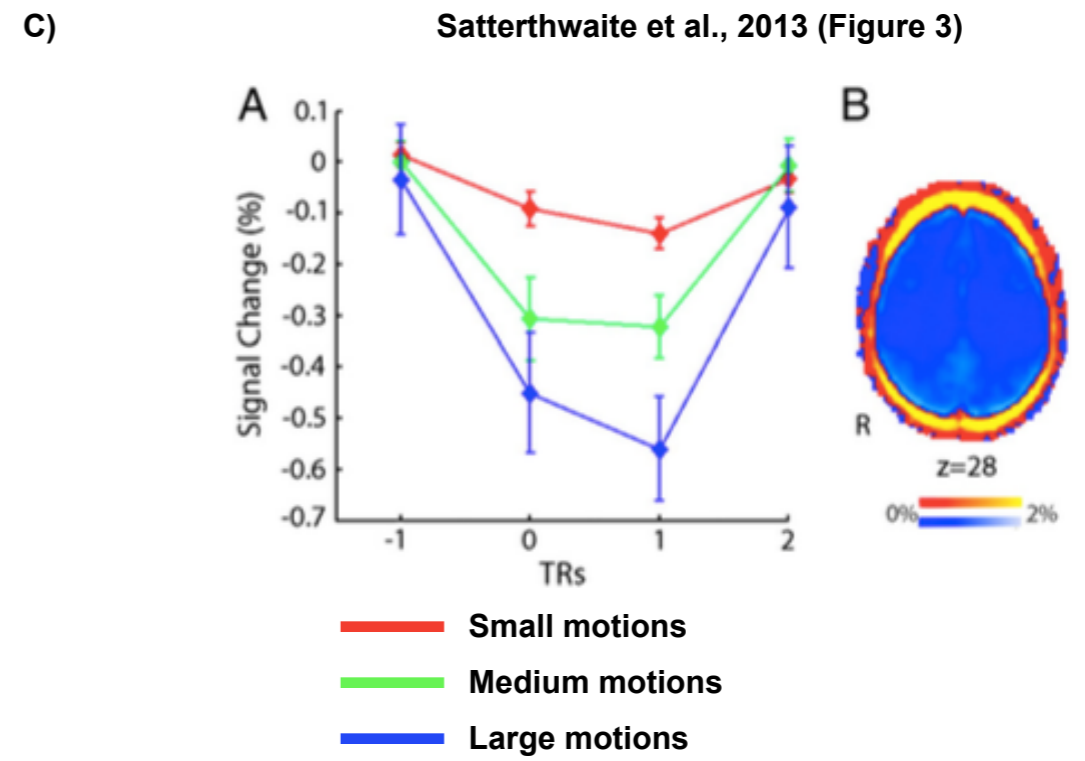 C)
Satterthwaite et al., 2013 (Figure 3)
A
B
0.1
0
-0.1
-0.2
-0.3
-0.4
-0.5
-0.6
-0.7
Signal Change (%)
-1 0 1 2
TRs
R
z=28
0% 2%
Small motions
Medium motions
Large motions